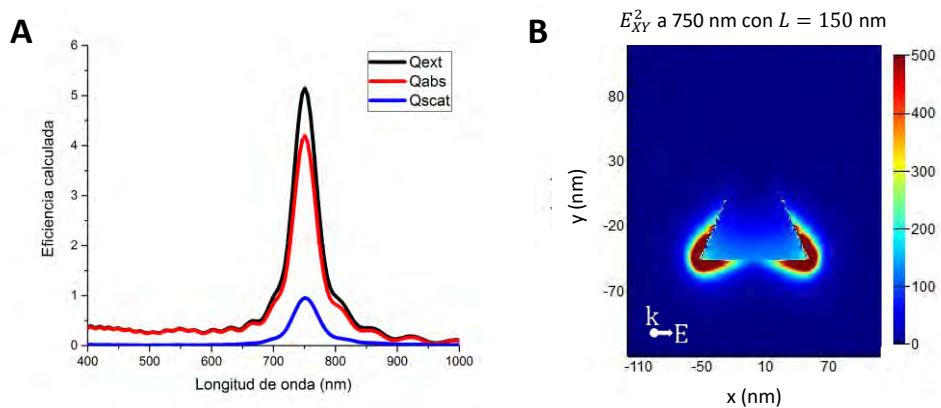 A
Eficiencia calculada
6
5
4
3
2
1
0
400 500 600 700 800 900 1000
Longitud de onda (nm)
Qext
Qabs
Qscat
B
E²XY a 750 nm con L = 150 nm
y (nm)
80
30
-20
-70
-110 -50 10 70
x (nm)
k
E
500
400
300
200
100
0